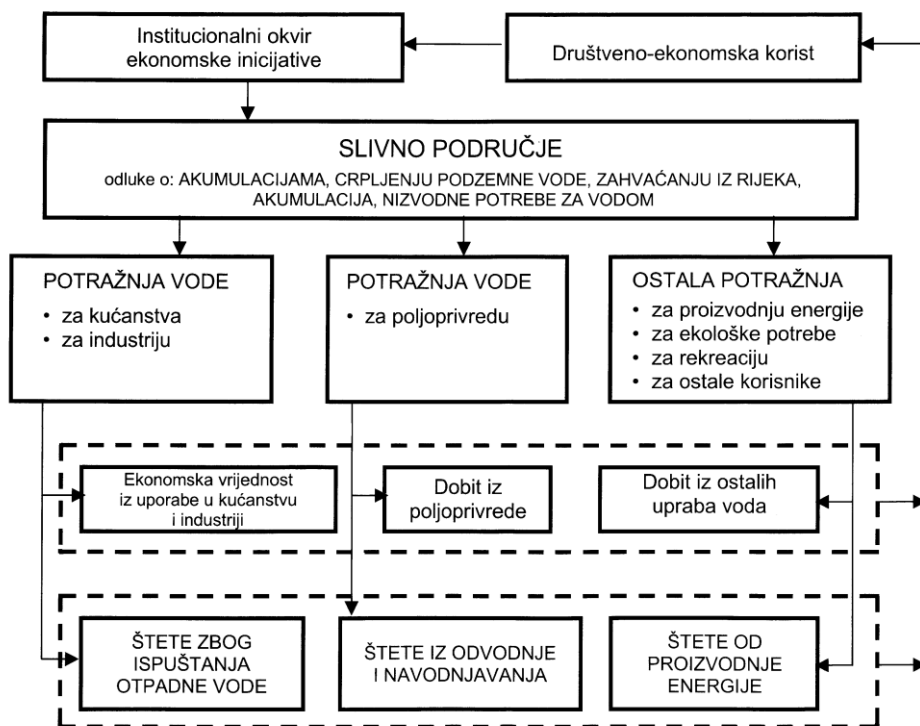 Institucionalni okvir
ekonomske inicijative
Društveno-ekonomska korist
SLIVNO PODRUČJE
odluke o: AKUMULACIJAMA, CRPLJENJU PODZEMNE VODE, ZAHVAĆANJU IZ RIJEKA,
AKUMULACIJA, NIZVODNE POTREBE ZA VODOM
POTRAŽNJA VODE
• za kućanstva
• za industriju
POTRAŽNJA VODE
• za poljoprivredu
OSTALA POTRAŽNJA
• za proizvodnju energije
• za ekološke potrebe
• za rekreaciju
• za ostale korisnike
Ekonomska vrijednost
iz uporabe u kućanstvu
i industriji
Dobit iz
poljoprivrede
Dobit iz ostalih
upraba voda
ŠTETE ZBOG
ISPUŠTANJA
OTPADNE VODE
ŠTETE IZ ODVODNJE
I NAVODNJAVANJA
ŠTETE OD
PROIZVODNJE
ENERGIJE